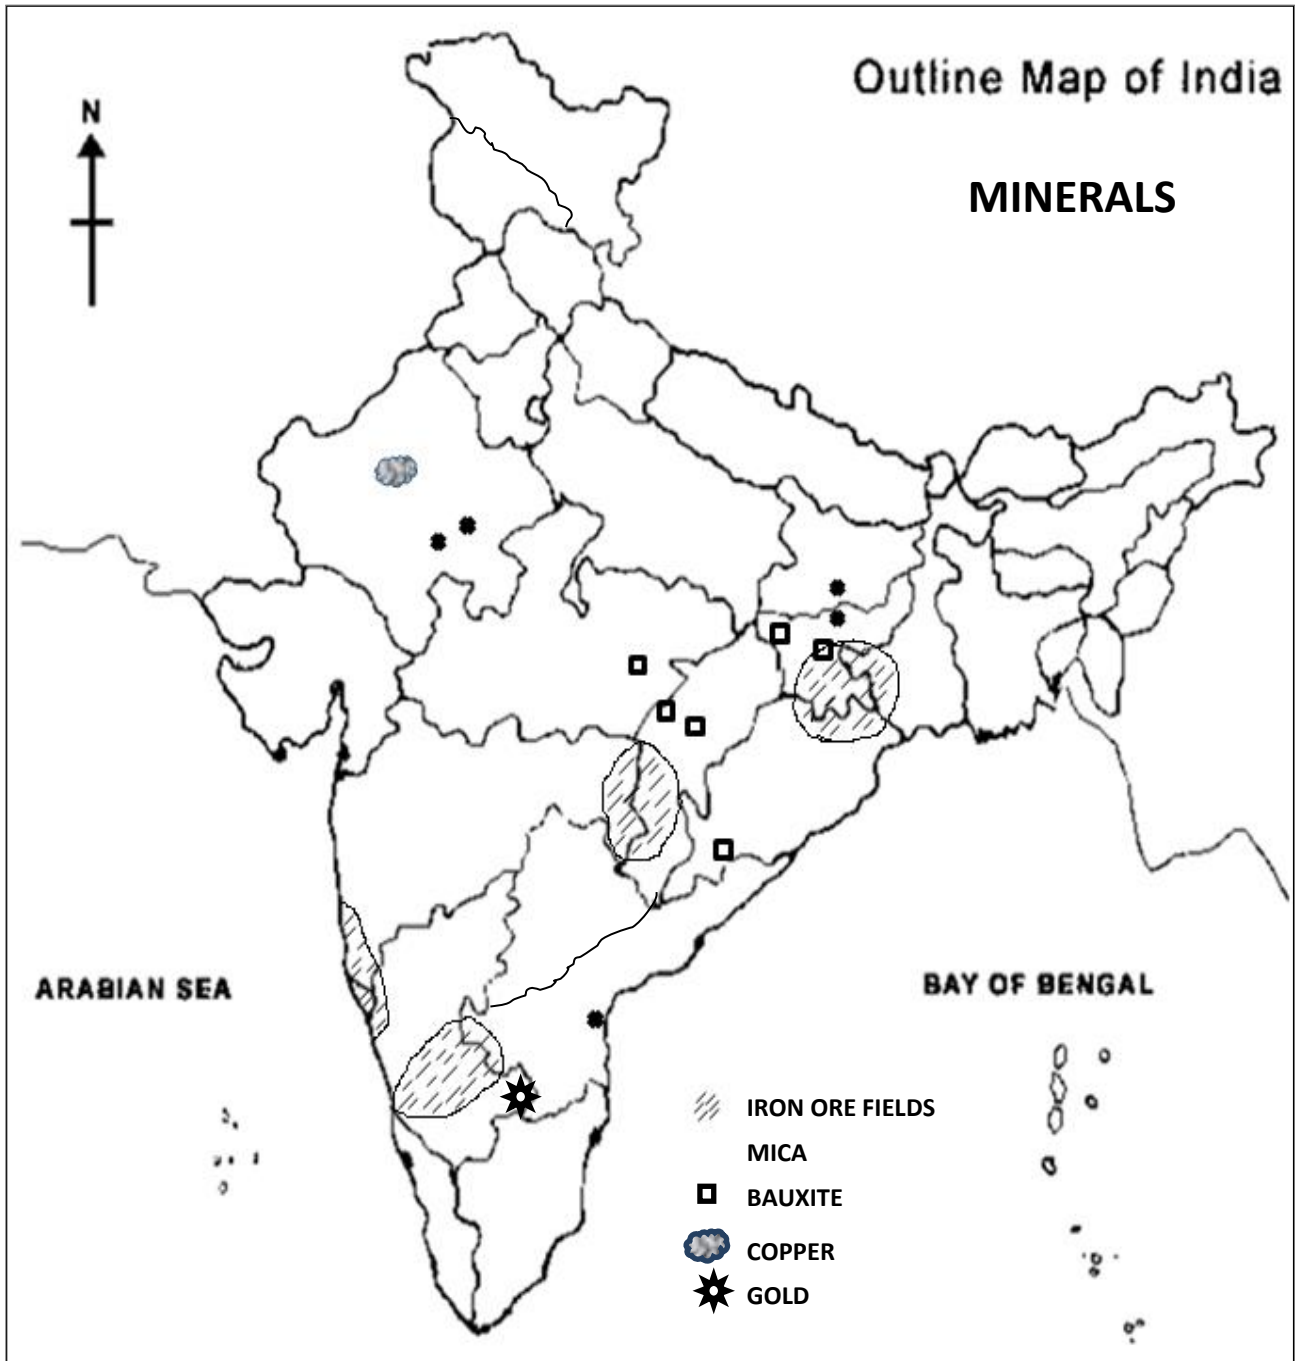 Outline Map of India
N
MINERALS
ARABIAN SEA
BAY OF BENGAL
IRON ORE FIELDS
MICA
BAUXITE
COPPER
GOLD